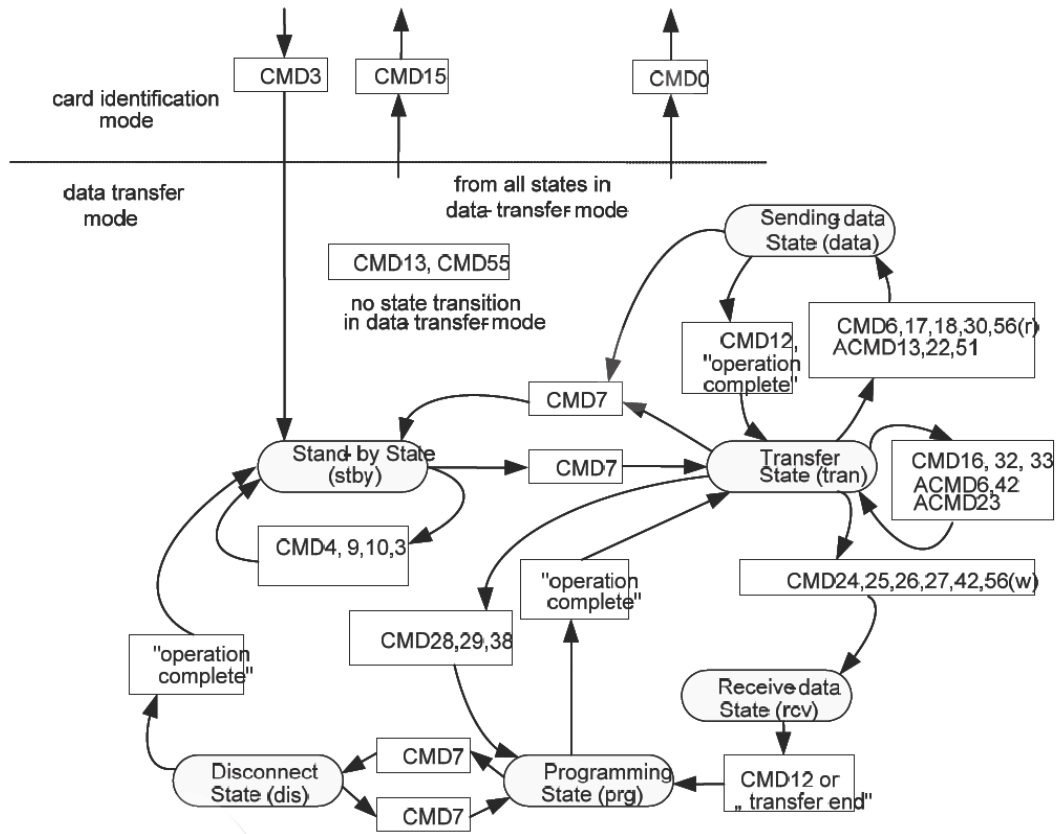 CMD3
CMD15
CMD0
card identification
mode
data transfer
mode
from all states in
data-transfer mode
Sending data
State (data)
CMD13, CMD55
no state transition
in data transfer mode
CMD12,
"operation
complete"
CMD6,17,18,30,56(r)
ACMD13,22,51
CMD7
Stand-by State
(stby)
CMD7
Transfer
State (tran)
CMD16, 32, 33
ACMD6,42
ACMD23
CMD4, 9,10,3
"operation
complete"
CMD24,25,26,27,42,56(w)
CMD28,29,38
"operation
complete"
Receive-data
State (rcv)
CMD7
Disconnect
State (dis)
Programming
State (prg)
CMD12 or
„ transfer end"
CMD7